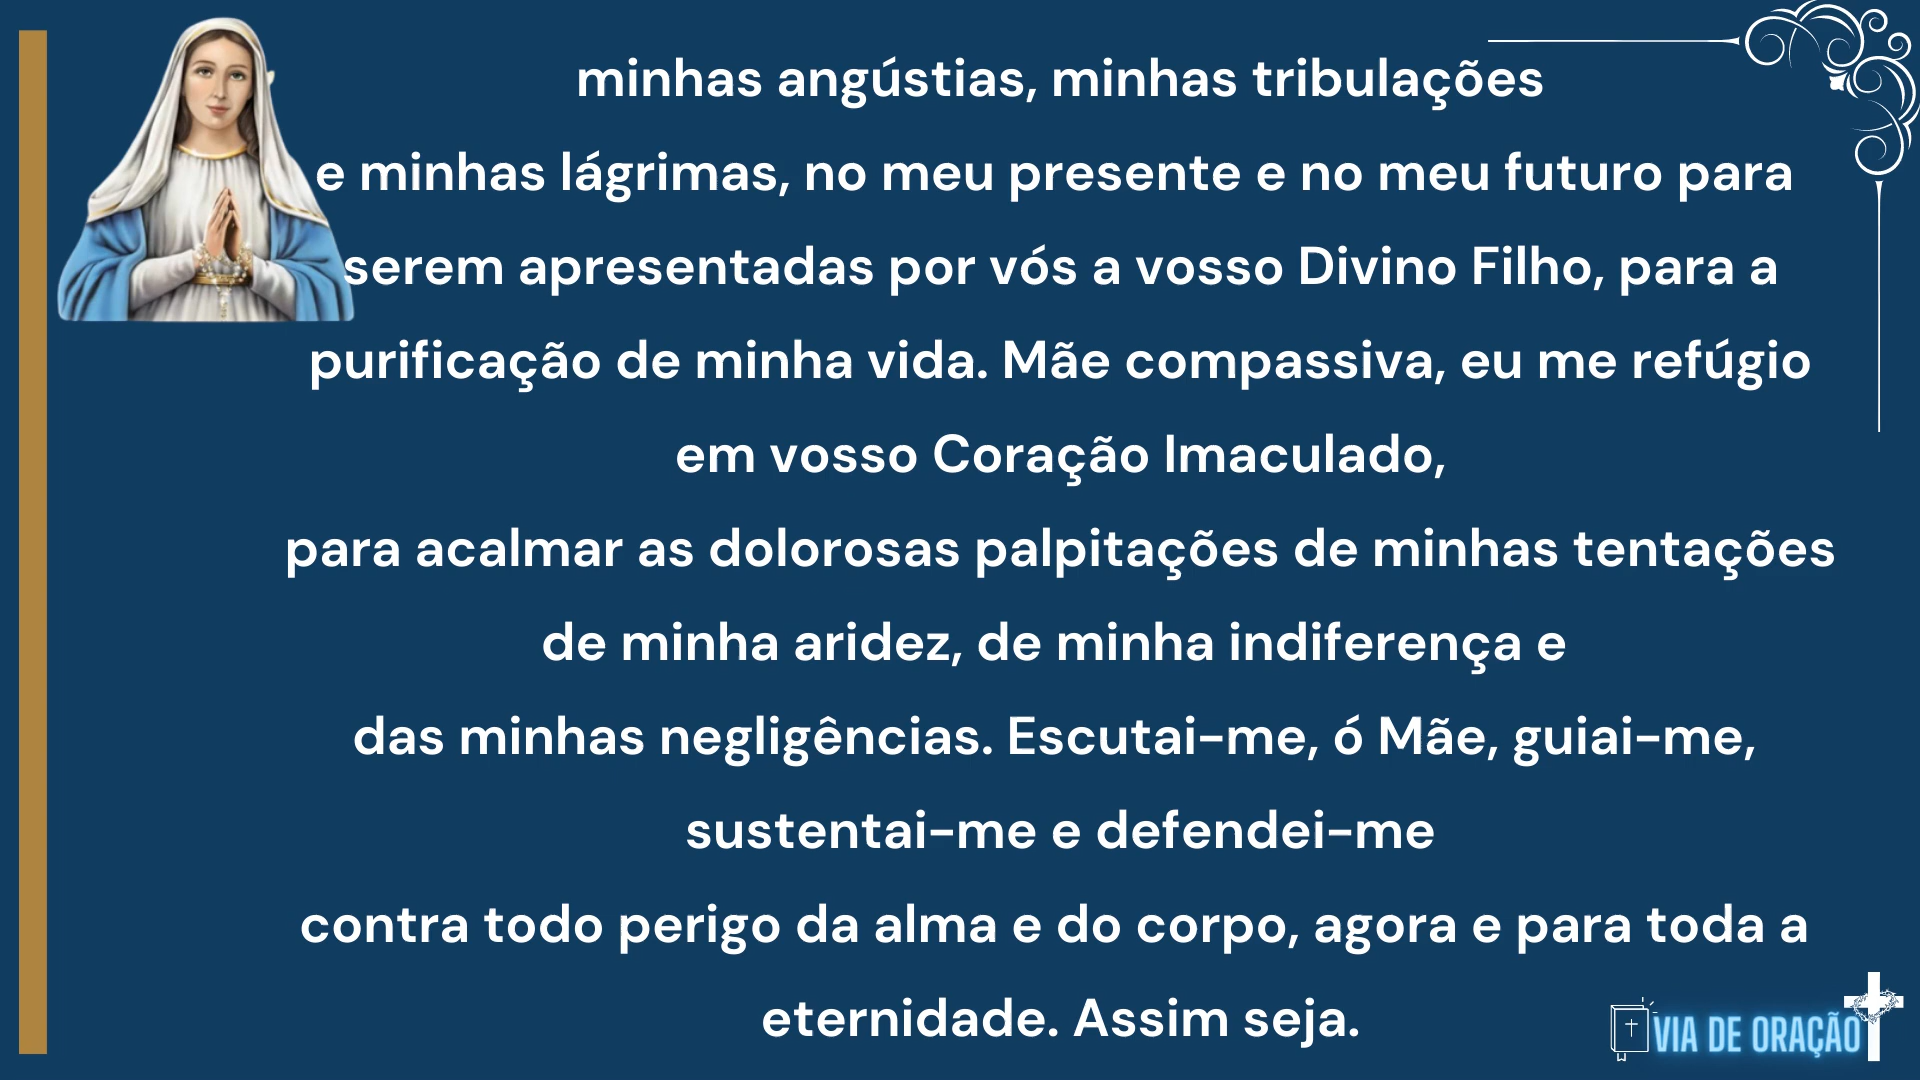 minhas angústias, minhas tribulações
e minhas lágrimas, no meu presente e no meu futuro para
serem apresentadas por vós a vosso Divino Filho, para a
purificação de minha vida. Mãe compassiva, eu me refúgio
em vosso Coração Imaculado,
para acalmar as dolorosas palpitações de minhas tentações
de minha aridez, de minha indiferença e
das minhas negligências. Escutai-me, ó Mãe, guiai-me,
sustentai-me e defendei-me
contra todo perigo da alma e do corpo, agora e para toda a
eternidade. Assim seja.
VIA DE ORAÇÃO